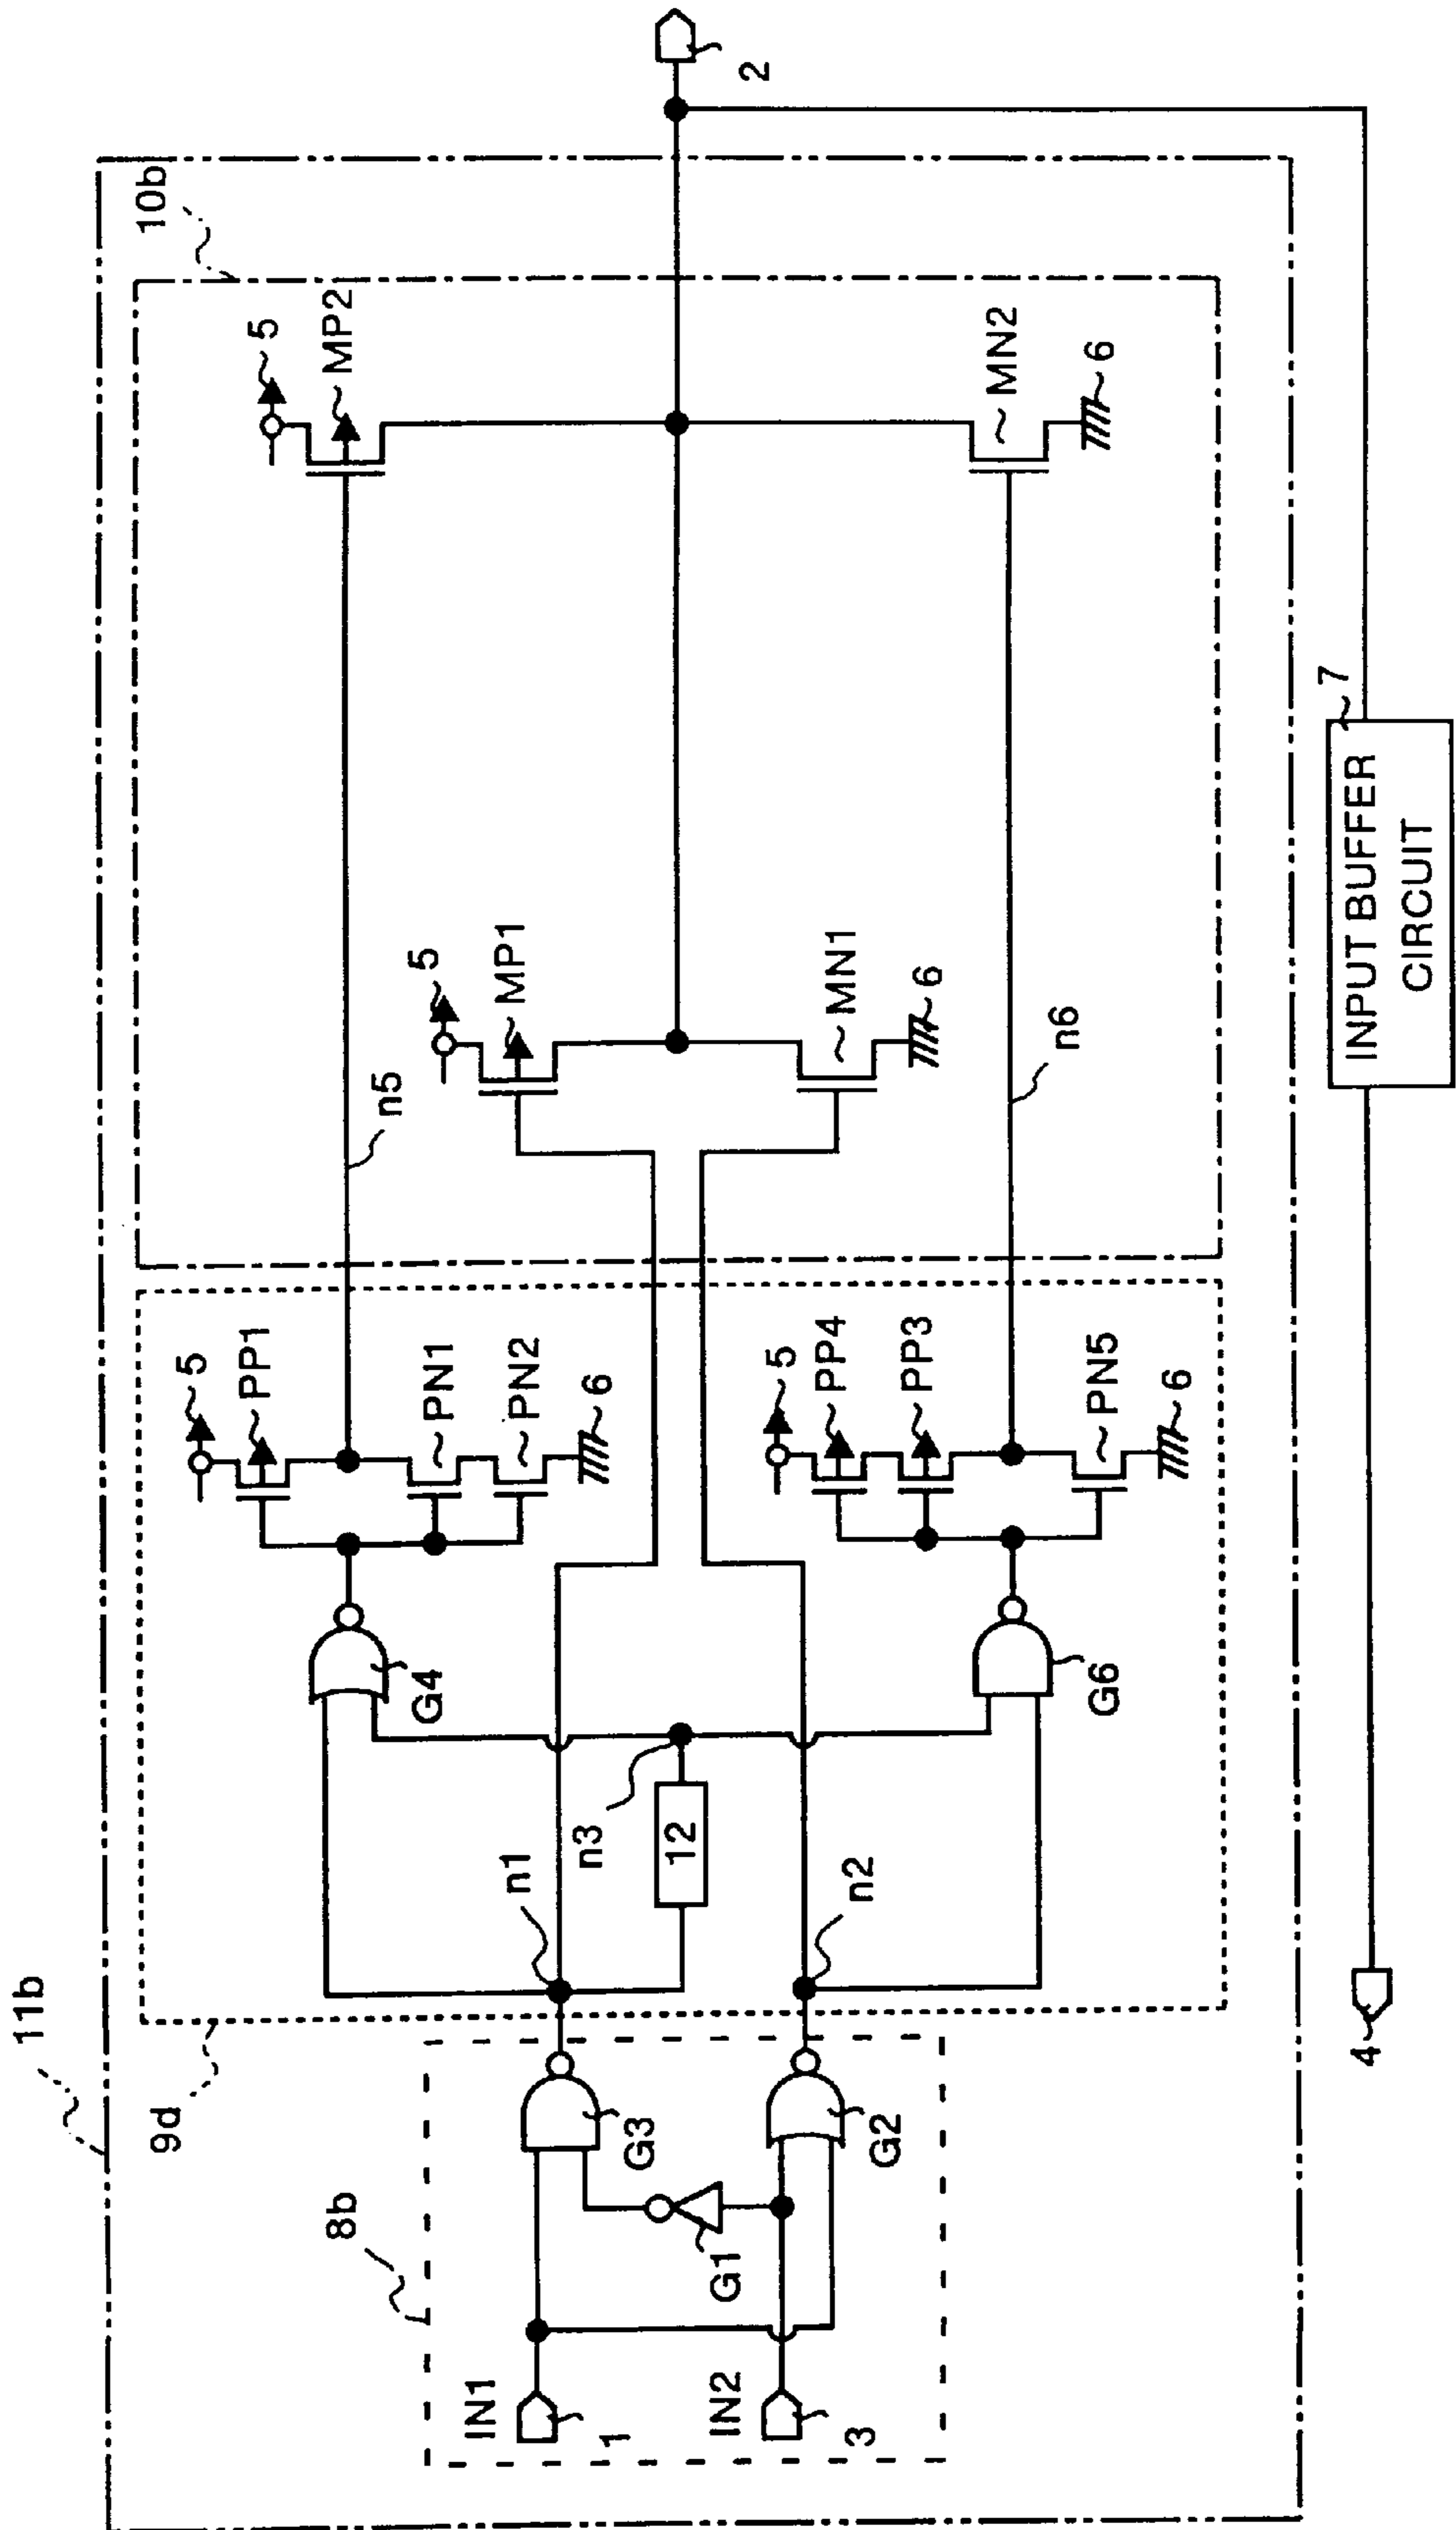 11b
9d
8b
10b
IN1
1
IN2
3
G1
G3
G2
n1
n2
n3
12
G4
G6
5
PP1
PN1
PN2
6
5
PP4
PP3
PN5
6
n5
n6
5
MP1
MN1
6
5
MP2
MN2
6
2
INPUT BUFFER
CIRCUIT
7
4